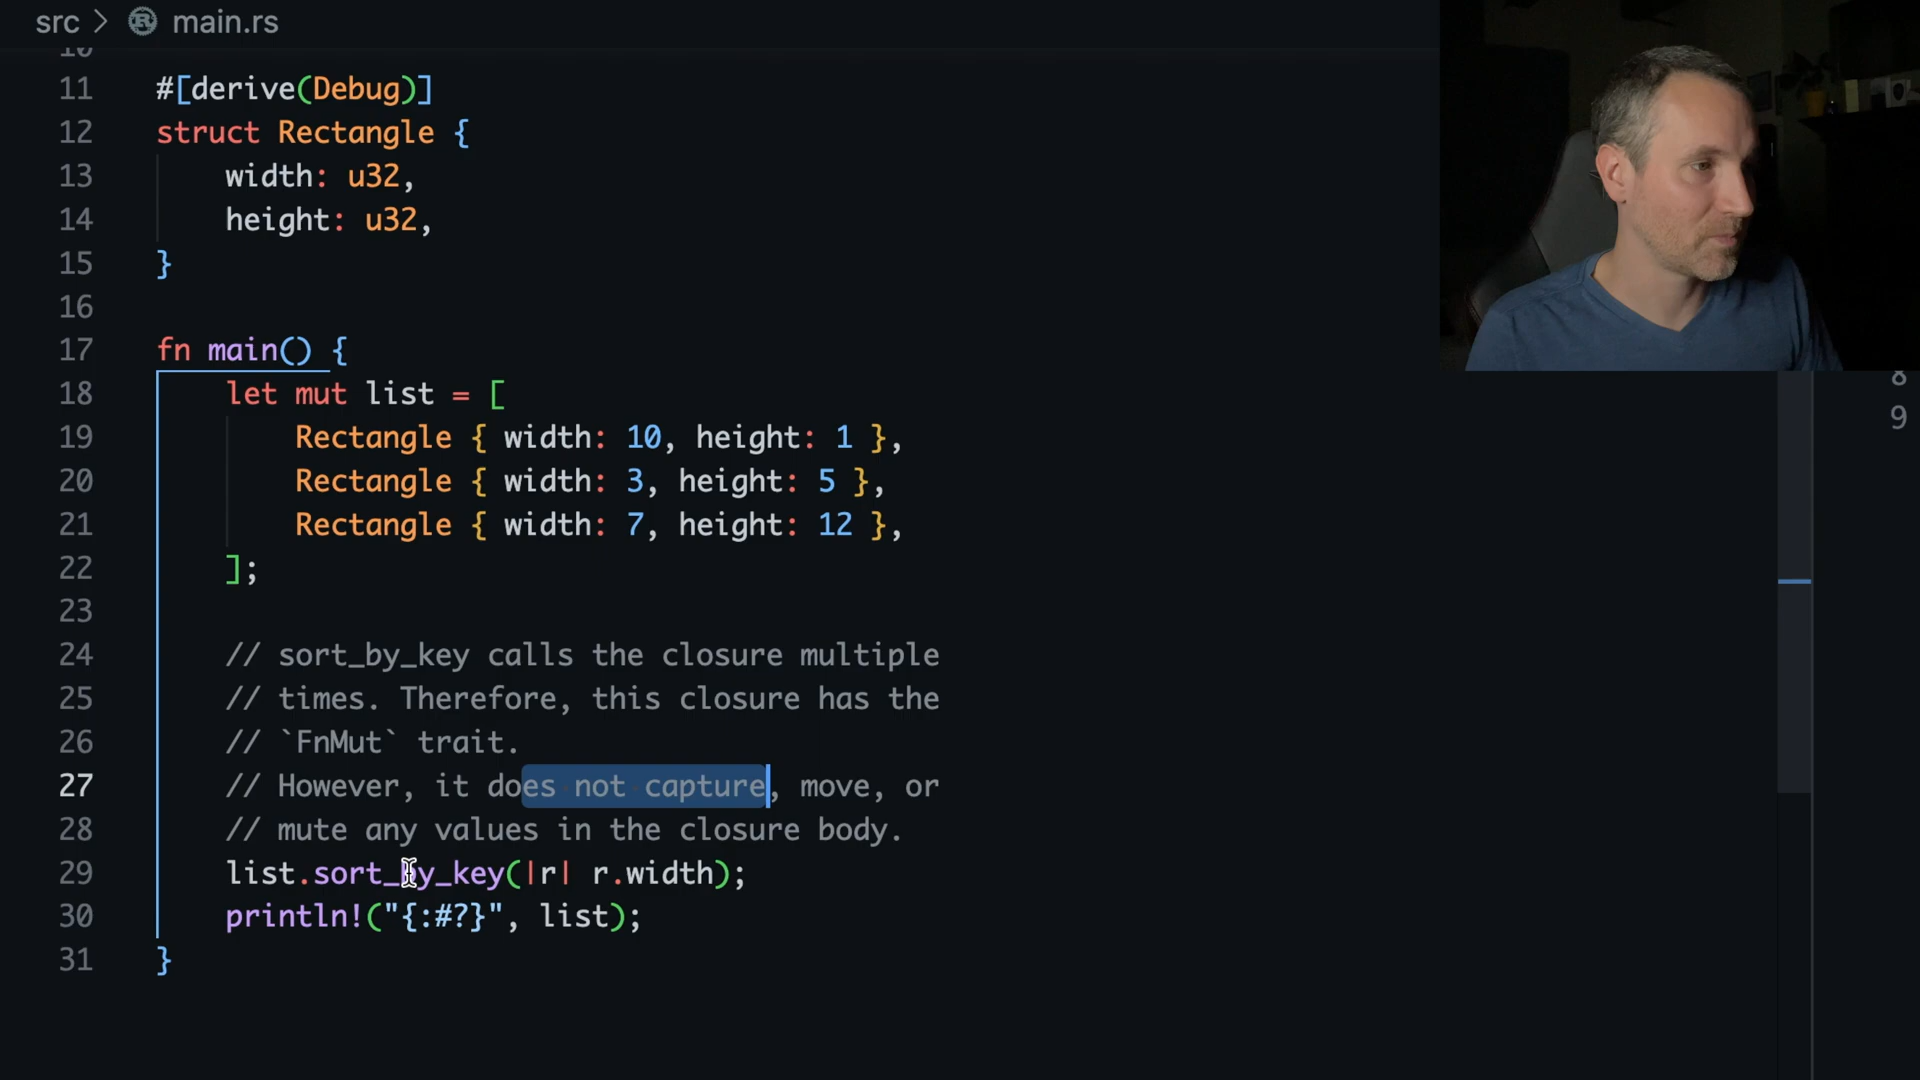 src > main.rs
10
11 #[derive(Debug)]
12 struct Rectangle {
13 width: u32,
14 height: u32,
15 }
16
17 fn main() {
18 let mut list = [
19 Rectangle { width: 10, height: 1 },
20 Rectangle { width: 3, height: 5 },
21 Rectangle { width: 7, height: 12 },
22 ];
23
24 // sort_by_key calls the closure multiple
25 // times. Therefore, this closure has the
26 // `FnMut` trait.
27 // However, it does not capture, move, or
28 // mute any values in the closure body.
29 list.sort_by_key(|r| r.width);
30 println!("{:#?}", list);
31 }
8
9